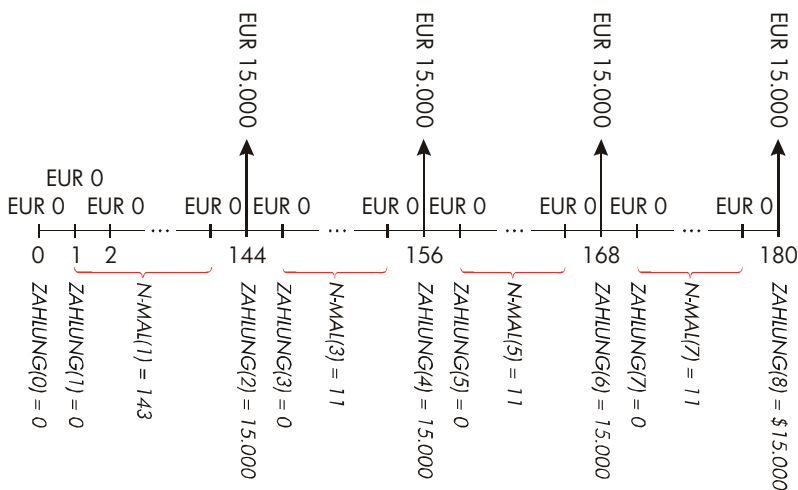 EUR 15.000
EUR 15.000
EUR 15.000
EUR 15.000
EUR 0
EUR 0 EUR 0 EUR 0 EUR 0 EUR 0 EUR 0 EUR 0 EUR 0 EUR 0
... ... ... ...
0 1 2 144 156 168 180
ZAHLUNG(0) = 0
ZAHLUNG(1) = 0
N-MAL(1) = 143
ZAHLUNG(2) = 15.000
ZAHLUNG(3) = 0
N-MAL(3) = 11
ZAHLUNG(4) = 15.000
ZAHLUNG(5) = 0
N-MAL(5) = 11
ZAHLUNG(6) = 15.000
ZAHLUNG(7) = 0
N-MAL(7) = 11
ZAHLUNG(8) = $15.000